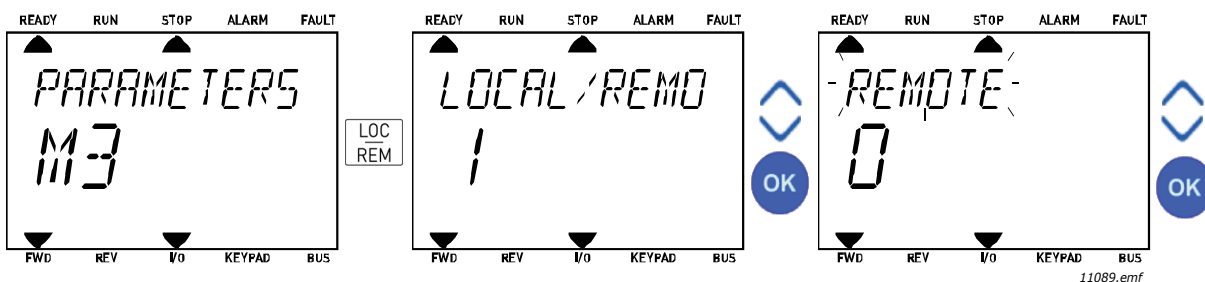 READY RUN STOP ALARM FAULT
PARAMETERS
M3
FWD REV I/O KEYPAD BUS
LOC
REM
READY RUN STOP ALARM FAULT
LOCAL/REMO
1
FWD REV I/O KEYPAD BUS
OK
READY RUN STOP ALARM FAULT
REMOTE
0
FWD REV I/O KEYPAD BUS
OK
11089.emf